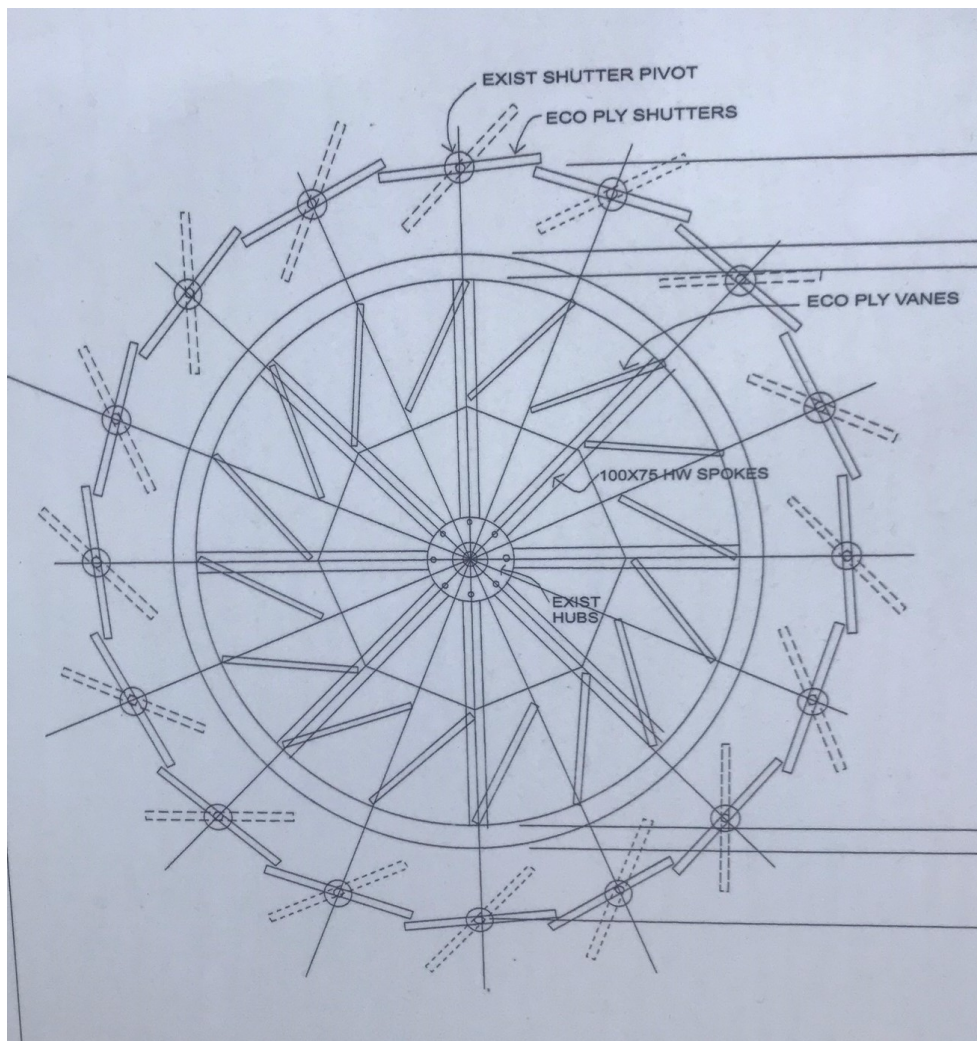 EXIST SHUTTER PIVOT
ECO PLY SHUTTERS
ECO PLY VANES
100X75 HW SPOKES
EXIST
HUBS